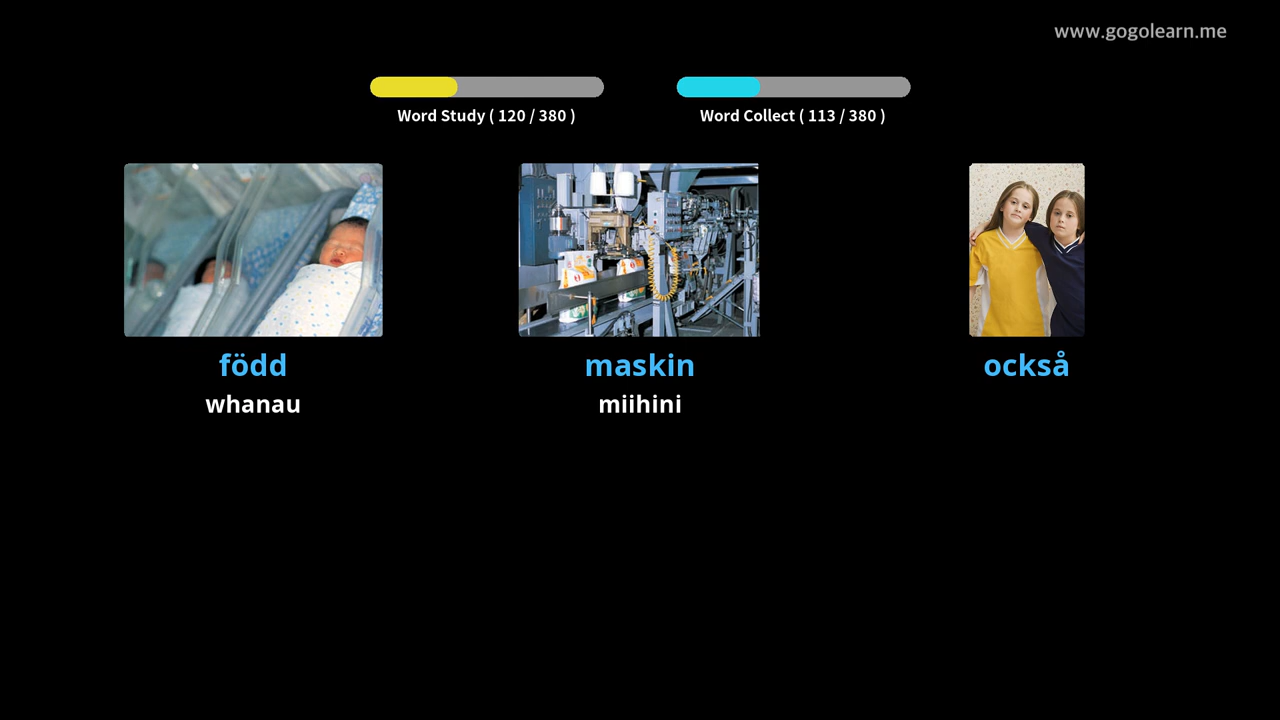 www.gogolearn.me
Word Study ( 120 / 380 )
Word Collect ( 113 / 380 )
född
maskin
också
whanau
miihini